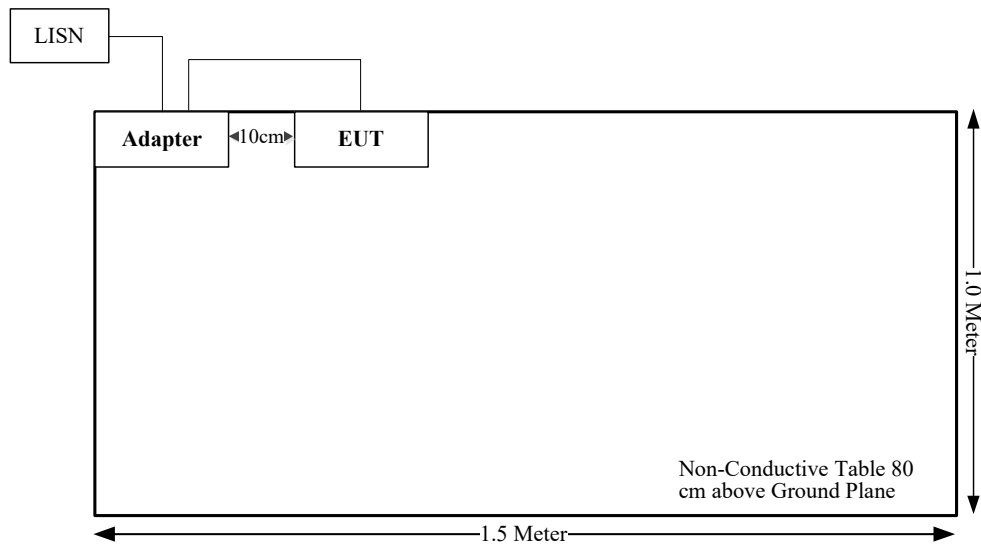 LISN
Adapter
10cm
EUT
1.0 Meter
Non-Conductive Table 80
cm above Ground Plane
1.5 Meter